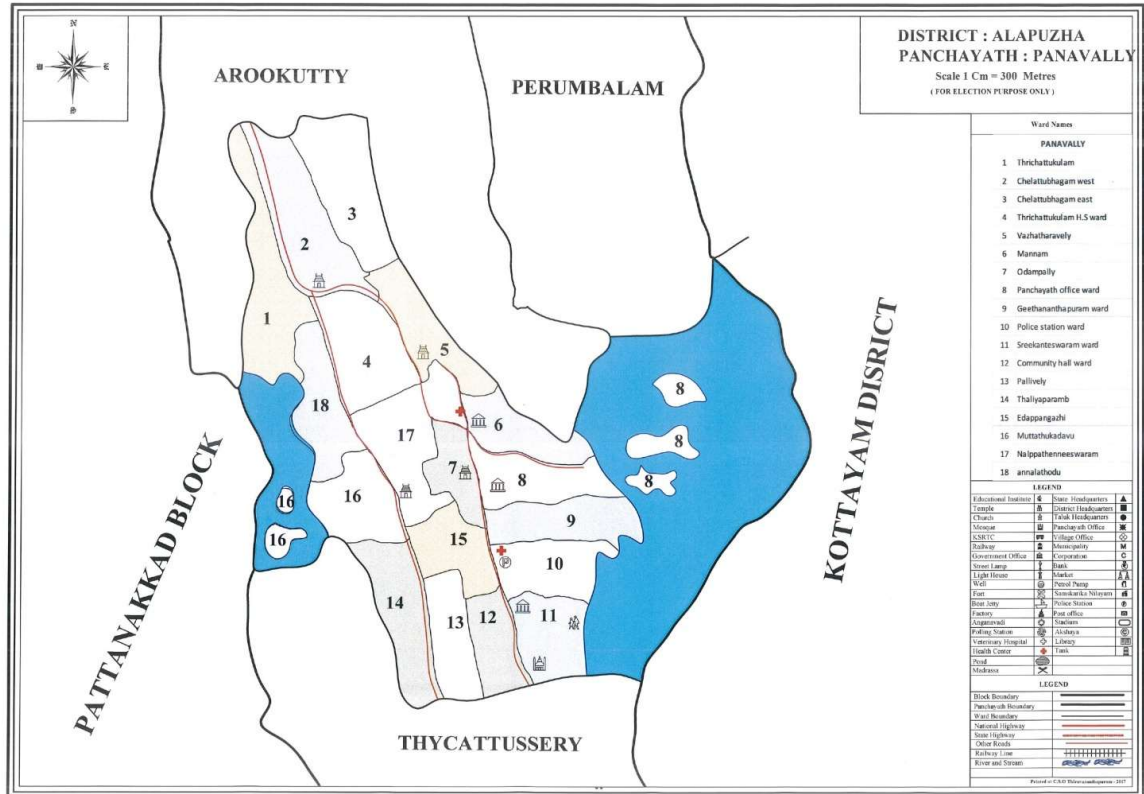 DISTRICT : ALAPUZHA
PANCHAYATH : PANAVALLY
Scale 1 Cm = 300 Metres
( FOR ELECTION PURPOSE ONLY )
N
S
AROOKUTTY
PERUMBALAM
PATTANAKKAD BLOCK
KOTTAYAM DISRICT
THYCATTUSSERY
3
2
1
5
4
8
18
6
17
8
7
8
8
16
16
9
15
16
10
14
11
12
13
Ward Names
PANAVALLY
1 Thrichattukulam
2 Chelattubhagam west
3 Chelattubhagam east
4 Thrichattukulam H.S ward
5 Vazhatharavely
6 Mannam
7 Odampally
8 Panchayath office ward
9 Geethananthapuram ward
10 Police station ward
11 Sreekanteswaram ward
12 Community hall ward
13 Pallively
14 Thaliyaparamb
15 Edappangazhi
16 Muttathukadavu
17 Nalppathenneeswaram
18 annalathodu
LEGEND
Educational Institute State Headquarters
Temple District Headquarters
Church Taluk Headquarters
Mosque Panchayath Office
KSRTC Village Office
Railway Municipality M
Government Office Corporation C
Street Lamp Bank
Light House Market
Well Petrol Pump
Fort Samskarika Nilayam
Boat Jetty Police Station
Factory Post office
Anganavadi Stadium
Polling Station Akshaya
Veterinary Hospital Library
Health Center Tank
Pond
Madrassa
LEGEND
Block Boundary
Panchayath Boundary
Ward Boundary
National Highway
State Highway
Other Roads
Railway Line
River and Stream